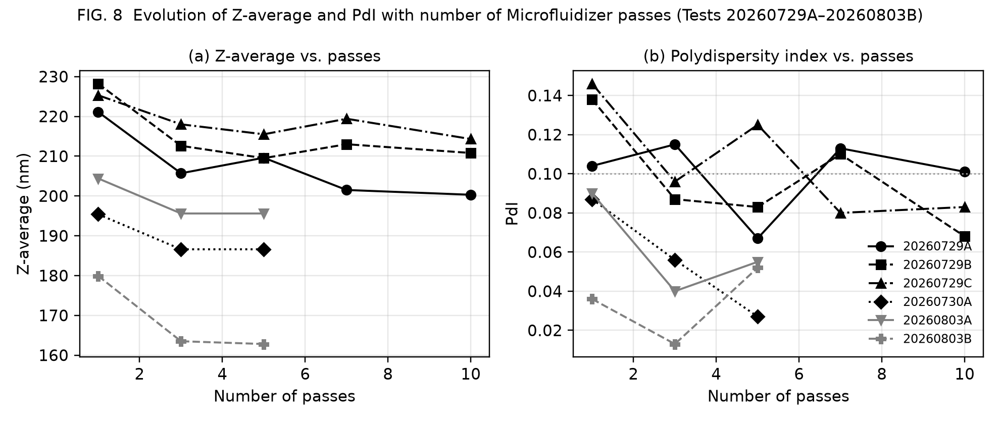 FIG. 8  Evolution of Z-average and PdI with number of Microfluidizer passes (Tests 20260729A–20260803B)
(a) Z-average vs. passes
Z-average (nm)
230
220
210
200
190
180
170
160
2 4 6 8 10
Number of passes
(b) Polydispersity index vs. passes
PdI
0.14
0.12
0.10
0.08
0.06
0.04
0.02
20260729A
20260729B
20260729C
20260730A
20260803A
20260803B
2 4 6 8 10
Number of passes